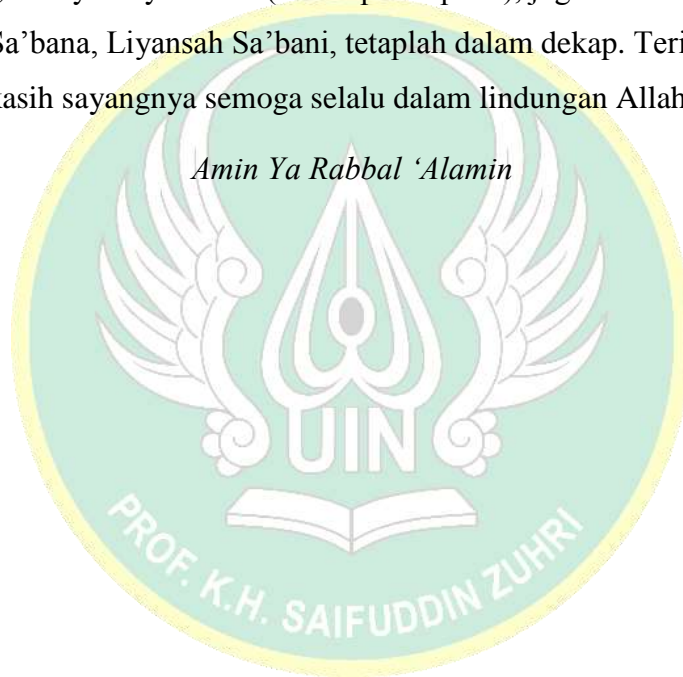 Sa’bana, Liyansah Sa’bani, tetaplah dalam dekap. Teri
kasih sayangnya semoga selalu dalam lindungan Allah
Amin Ya Rabbal ‘Alamin
UIN
PROF. K.H. SAIFUDDIN ZUHRI